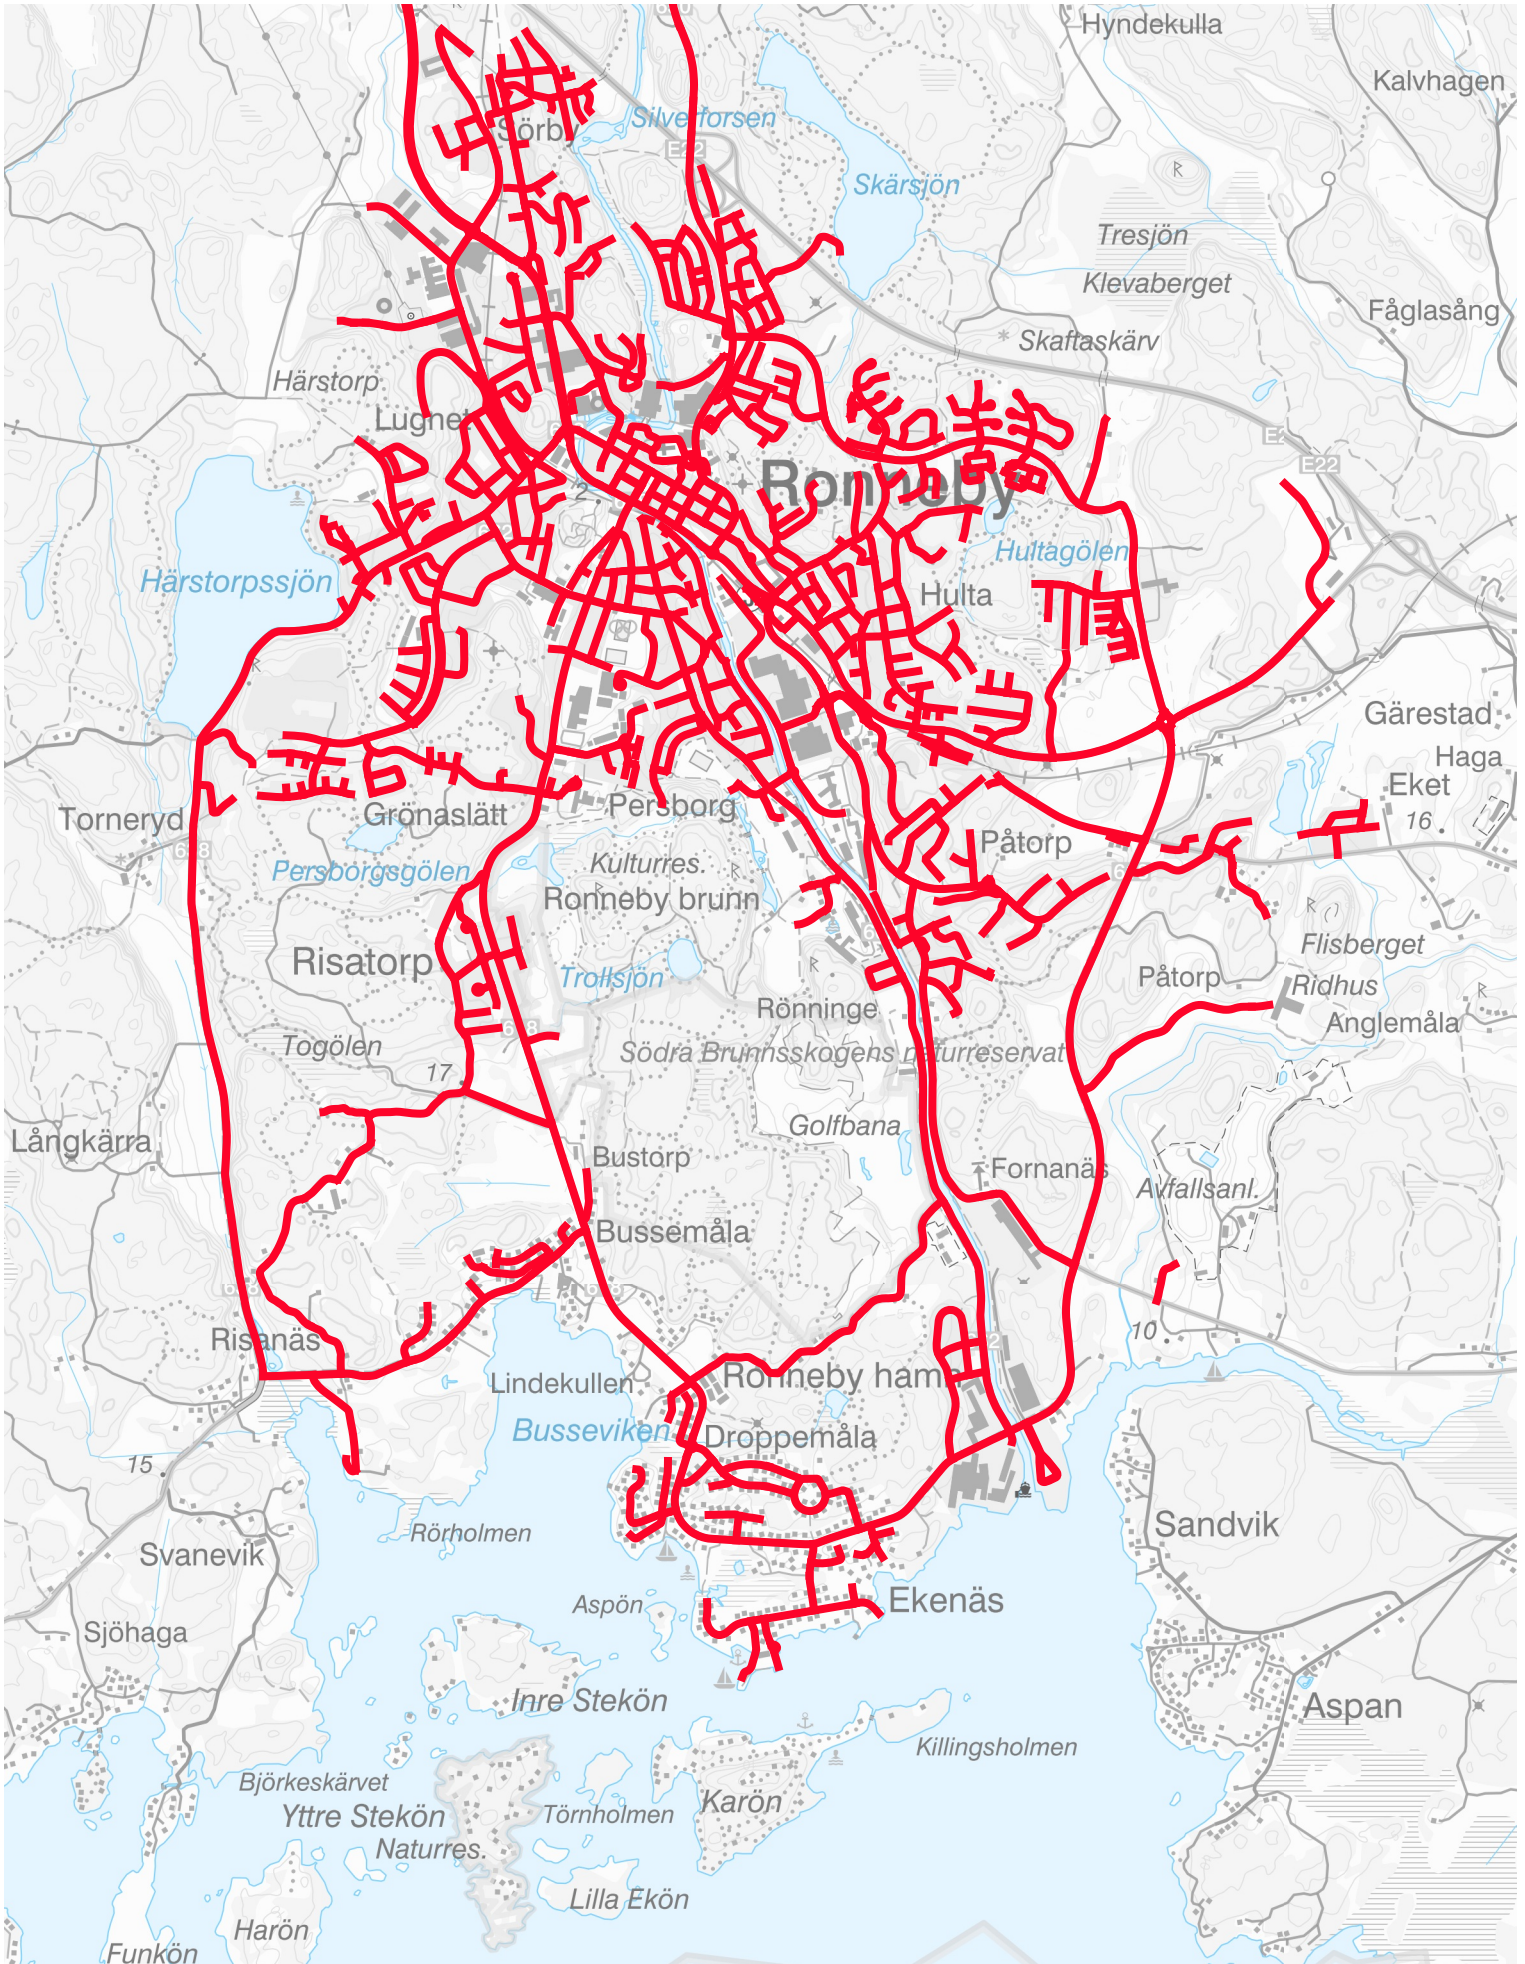 Hyndekulla
Kalvhagen
Silverforsen
Sörby
E22
Skärsjön
Tresjön
Klevaberget
Fåglasång
Skaftaskärv
Härstorp
Lugnet
Ronneby
E22
Hultagölen
Härstorpssjön
Hulta
Gärestad
Haga
Eket
16
Torneryd
Grönaslätt
Persborg
Påtorp
Persborgsgölen
Kulturres.
Ronneby brunn
Risatorp
Trollsjön
Flisberget
Påtorp
Ridhus
Rönninge
Anglemåla
Togölen
Södra Brunnsskogens naturreservat
17
Golfbana
Långkärra
Bustorp
Fornanäs
Avfallsanl.
Bussemåla
Risanäs
10
Lindekullen
Ronneby hamn
Busseviken
Droppemåla
15
Rörholmen
Sandvik
Svanevik
Aspön
Ekenäs
Sjöhaga
Inre Stekön
Aspan
Killingsholmen
Björkeskärvet
Yttre Stekön
Naturres.
Törnholmen
Karön
Lilla Ekön
Harön
Funkön